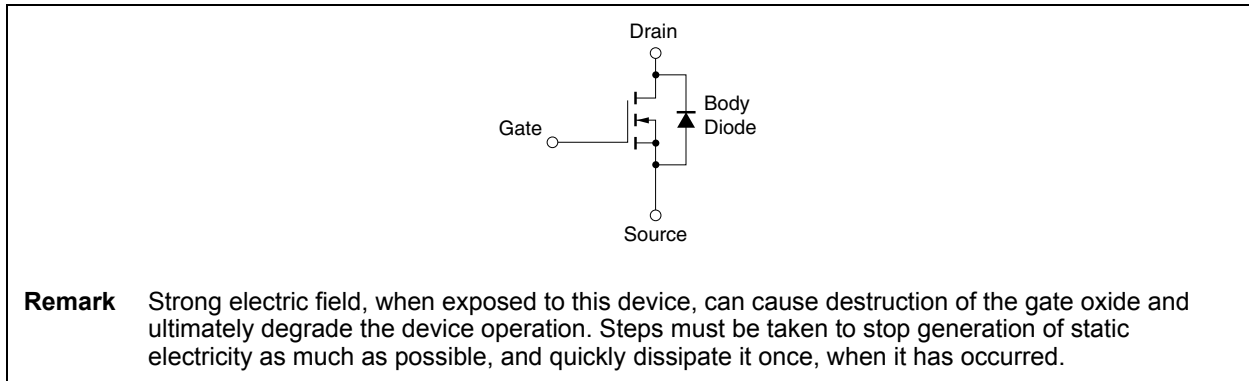 Drain
Body
Diode
Gate
Source
Remark Strong electric field, when exposed to this device, can cause destruction of the gate oxide and
ultimately degrade the device operation. Steps must be taken to stop generation of static
electricity as much as possible, and quickly dissipate it once, when it has occurred.